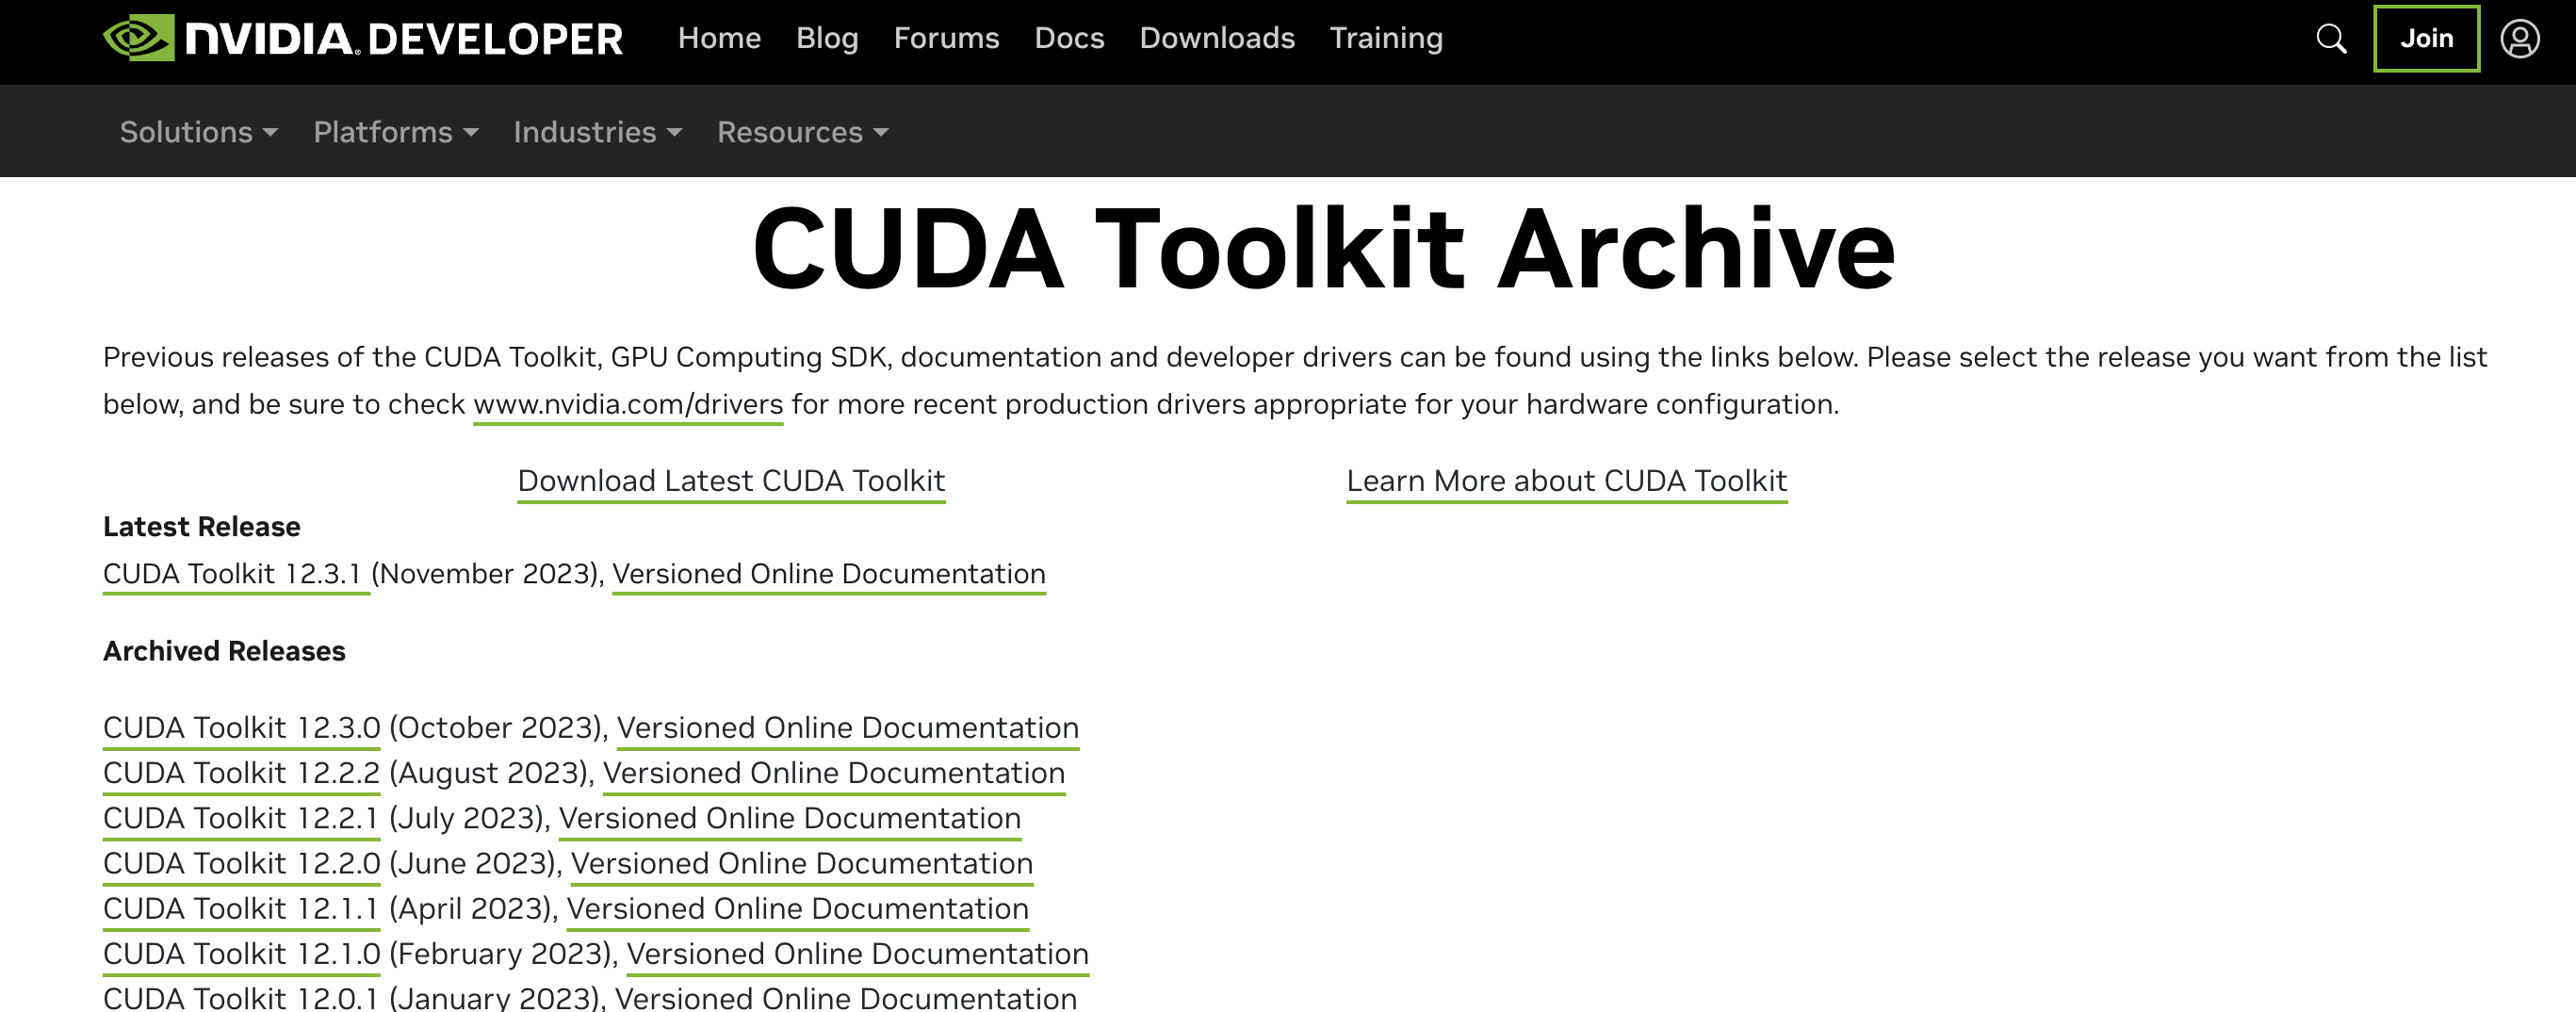 NVIDIA. DEVELOPER Home Blog Forums Docs Downloads Training Join
Solutions Platforms Industries Resources
CUDA Toolkit Archive
Previous releases of the CUDA Toolkit, GPU Computing SDK, documentation and developer drivers can be found using the links below. Please select the release you want from the list
below, and be sure to check www.nvidia.com/drivers for more recent production drivers appropriate for your hardware configuration.
Download Latest CUDA Toolkit Learn More about CUDA Toolkit
Latest Release
CUDA Toolkit 12.3.1 (November 2023), Versioned Online Documentation
Archived Releases
CUDA Toolkit 12.3.0 (October 2023), Versioned Online Documentation
CUDA Toolkit 12.2.2 (August 2023), Versioned Online Documentation
CUDA Toolkit 12.2.1 (July 2023), Versioned Online Documentation
CUDA Toolkit 12.2.0 (June 2023), Versioned Online Documentation
CUDA Toolkit 12.1.1 (April 2023), Versioned Online Documentation
CUDA Toolkit 12.1.0 (February 2023), Versioned Online Documentation
CUDA Toolkit 12.0.1 (January 2023), Versioned Online Documentation